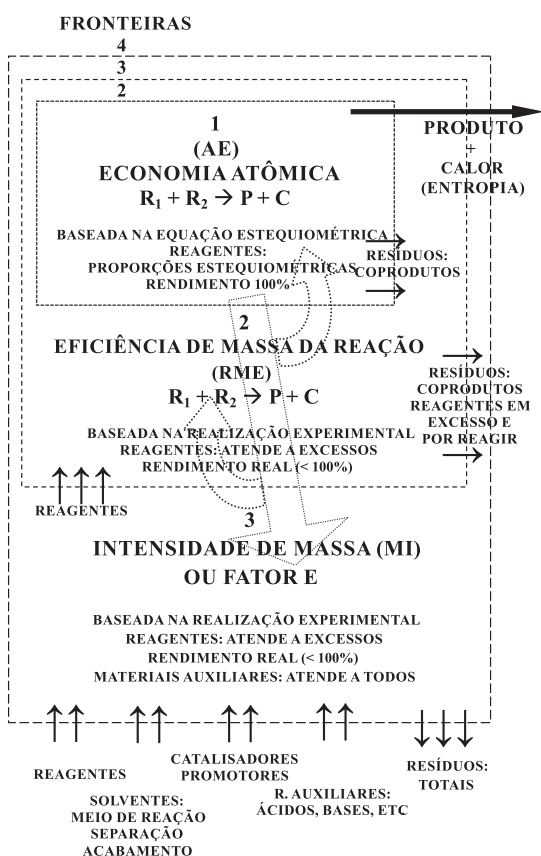 FRONTEIRAS
4
3
2
1
(AE)
ECONOMIA ATÔMICA
R₁ + R₂ → P + C
BASEADA NA EQUAÇÃO ESTEQUIOMÉTRICA
REAGENTES:
PROPORÇÕES ESTEQUIOMÉTRICAS
RENDIMENTO 100%
PRODUTO
+
CALOR
(ENTROPIA)
RESÍDUOS:
COPRODUTOS
2
EFICIÊNCIA DE MASSA DA REAÇÃO
(RME)
R₁ + R₂ → P + C
BASEADA NA REALIZAÇÃO EXPERIMENTAL
REAGENTES: ATENDE A EXCESSOS
RENDIMENTO REAL (< 100%)
RESÍDUOS:
COPRODUTOS
REAGENTES EM
EXCESSO E
POR REAGIR
REAGENTES
3
INTENSIDADE DE MASSA (MI)
OU FATOR E
BASEADA NA REALIZAÇÃO EXPERIMENTAL
REAGENTES: ATENDE A EXCESSOS
RENDIMENTO REAL (< 100%)
MATERIAIS AUXILIARES: ATENDE A TODOS
REAGENTES
SOLVENTES:
MEIO DE REAÇÃO
SEPARAÇÃO
ACABAMENTO
CATALISADORES
PROMOTORES
R. AUXILIARES:
ÁCIDOS, BASES, ETC
RESÍDUOS:
TOTAIS